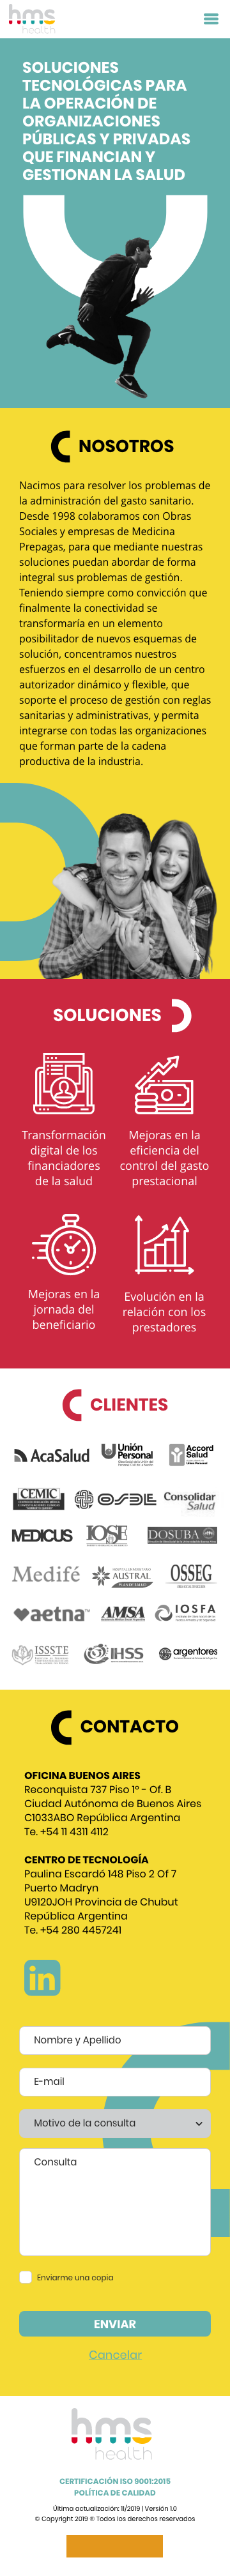 hms
health
SOLUCIONES
TECNOLÓGICAS PARA
LA OPERACIÓN DE
ORGANIZACIONES
PÚBLICAS Y PRIVADAS
QUE FINANCIAN Y
GESTIONAN LA SALUD
NOSOTROS
Nacimos para resolver los problemas de
la administración del gasto sanitario.
Desde 1998 colaboramos con Obras
Sociales y empresas de Medicina
Prepagas, para que mediante nuestras
soluciones puedan abordar de forma
integral sus problemas de gestión.
Teniendo siempre como convicción que
finalmente la conectividad se
transformaría en un elemento
posibilitador de nuevos esquemas de
solución, concentramos nuestros
esfuerzos en el desarrollo de un centro
autorizador dinámico y flexible, que
soporte el proceso de gestión con reglas
sanitarias y administrativas, y permita
integrarse con todas las organizaciones
que forman parte de la cadena
productiva de la industria.
SOLUCIONES
Transformación
digital de los
financiadores
de la salud
Mejoras en la
eficiencia del
control del gasto
prestacional
Mejoras en la
jornada del
beneficiario
Evolución en la
relación con los
prestadores
CLIENTES
AcaSalud
Unión
Personal
Accord
Salud
Unión Personal
CEMIC
OSDE
Consolidar
Salud
MEDICUS
IOSE
DOSUBA
Medifé
HOSPITAL UNIVERSITARIO
AUSTRAL
PLAN DE SALUD
OSSEG
aetna
AMSA
IOSFA
ISSSTE
IHSS
argentores
CONTACTO
OFICINA BUENOS AIRES
Reconquista 737 Piso 1º - Of. B
Ciudad Autónoma de Buenos Aires
C1033ABO República Argentina
Te. +54 11 4311 4112
CENTRO DE TECNOLOGÍA
Paulina Escardó 148 Piso 2 Of 7
Puerto Madryn
U9120JOH Provincia de Chubut
República Argentina
Te. +54 280 4457241
in
Nombre y Apellido
E-mail
Motivo de la consulta
Consulta
Enviarme una copia
ENVIAR
Cancelar
hms
health
CERTIFICACIÓN ISO 9001:2015
POLÍTICA DE CALIDAD
Última actualización: 11/2019 | Versión 1.0
© Copyright 2019 ® Todos los derechos reservados